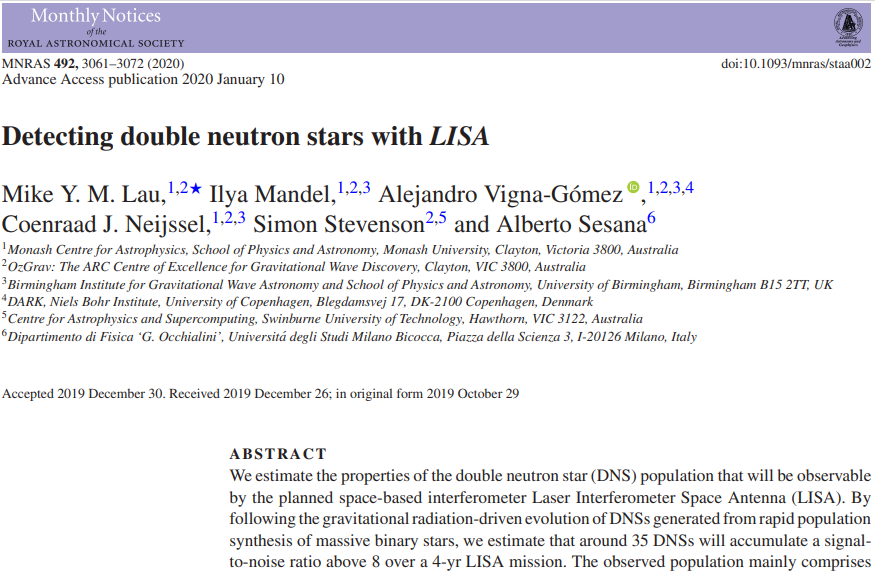 Monthly Notices
of the
ROYAL ASTRONOMICAL SOCIETY
MNRAS 492, 3061–3072 (2020)
doi:10.1093/mnras/staa002
Advance Access publication 2020 January 10
Detecting double neutron stars with LISA
Mike Y. M. Lau,1,2★ Ilya Mandel,1,2,3 Alejandro Vigna-Gómez iD,1,2,3,4
Coenraad J. Neijssel,1,2,3 Simon Stevenson2,5 and Alberto Sesana6
1Monash Centre for Astrophysics, School of Physics and Astronomy, Monash University, Clayton, Victoria 3800, Australia
2OzGrav: The ARC Centre of Excellence for Gravitational Wave Discovery, Clayton, VIC 3800, Australia
3Birmingham Institute for Gravitational Wave Astronomy and School of Physics and Astronomy, University of Birmingham, Birmingham B15 2TT, UK
4DARK, Niels Bohr Institute, University of Copenhagen, Blegdamsvej 17, DK-2100 Copenhagen, Denmark
5Centre for Astrophysics and Supercomputing, Swinburne University of Technology, Hawthorn, VIC 3122, Australia
6Dipartimento di Fisica ‘G. Occhialini’, Universitá degli Studi Milano Bicocca, Piazza della Scienza 3, I-20126 Milano, Italy
Accepted 2019 December 30. Received 2019 December 26; in original form 2019 October 29
ABSTRACT
We estimate the properties of the double neutron star (DNS) population that will be observable
by the planned space-based interferometer Laser Interferometer Space Antenna (LISA). By
following the gravitational radiation-driven evolution of DNSs generated from rapid population
synthesis of massive binary stars, we estimate that around 35 DNSs will accumulate a signal-
to-noise ratio above 8 over a 4-yr LISA mission. The observed population mainly comprises